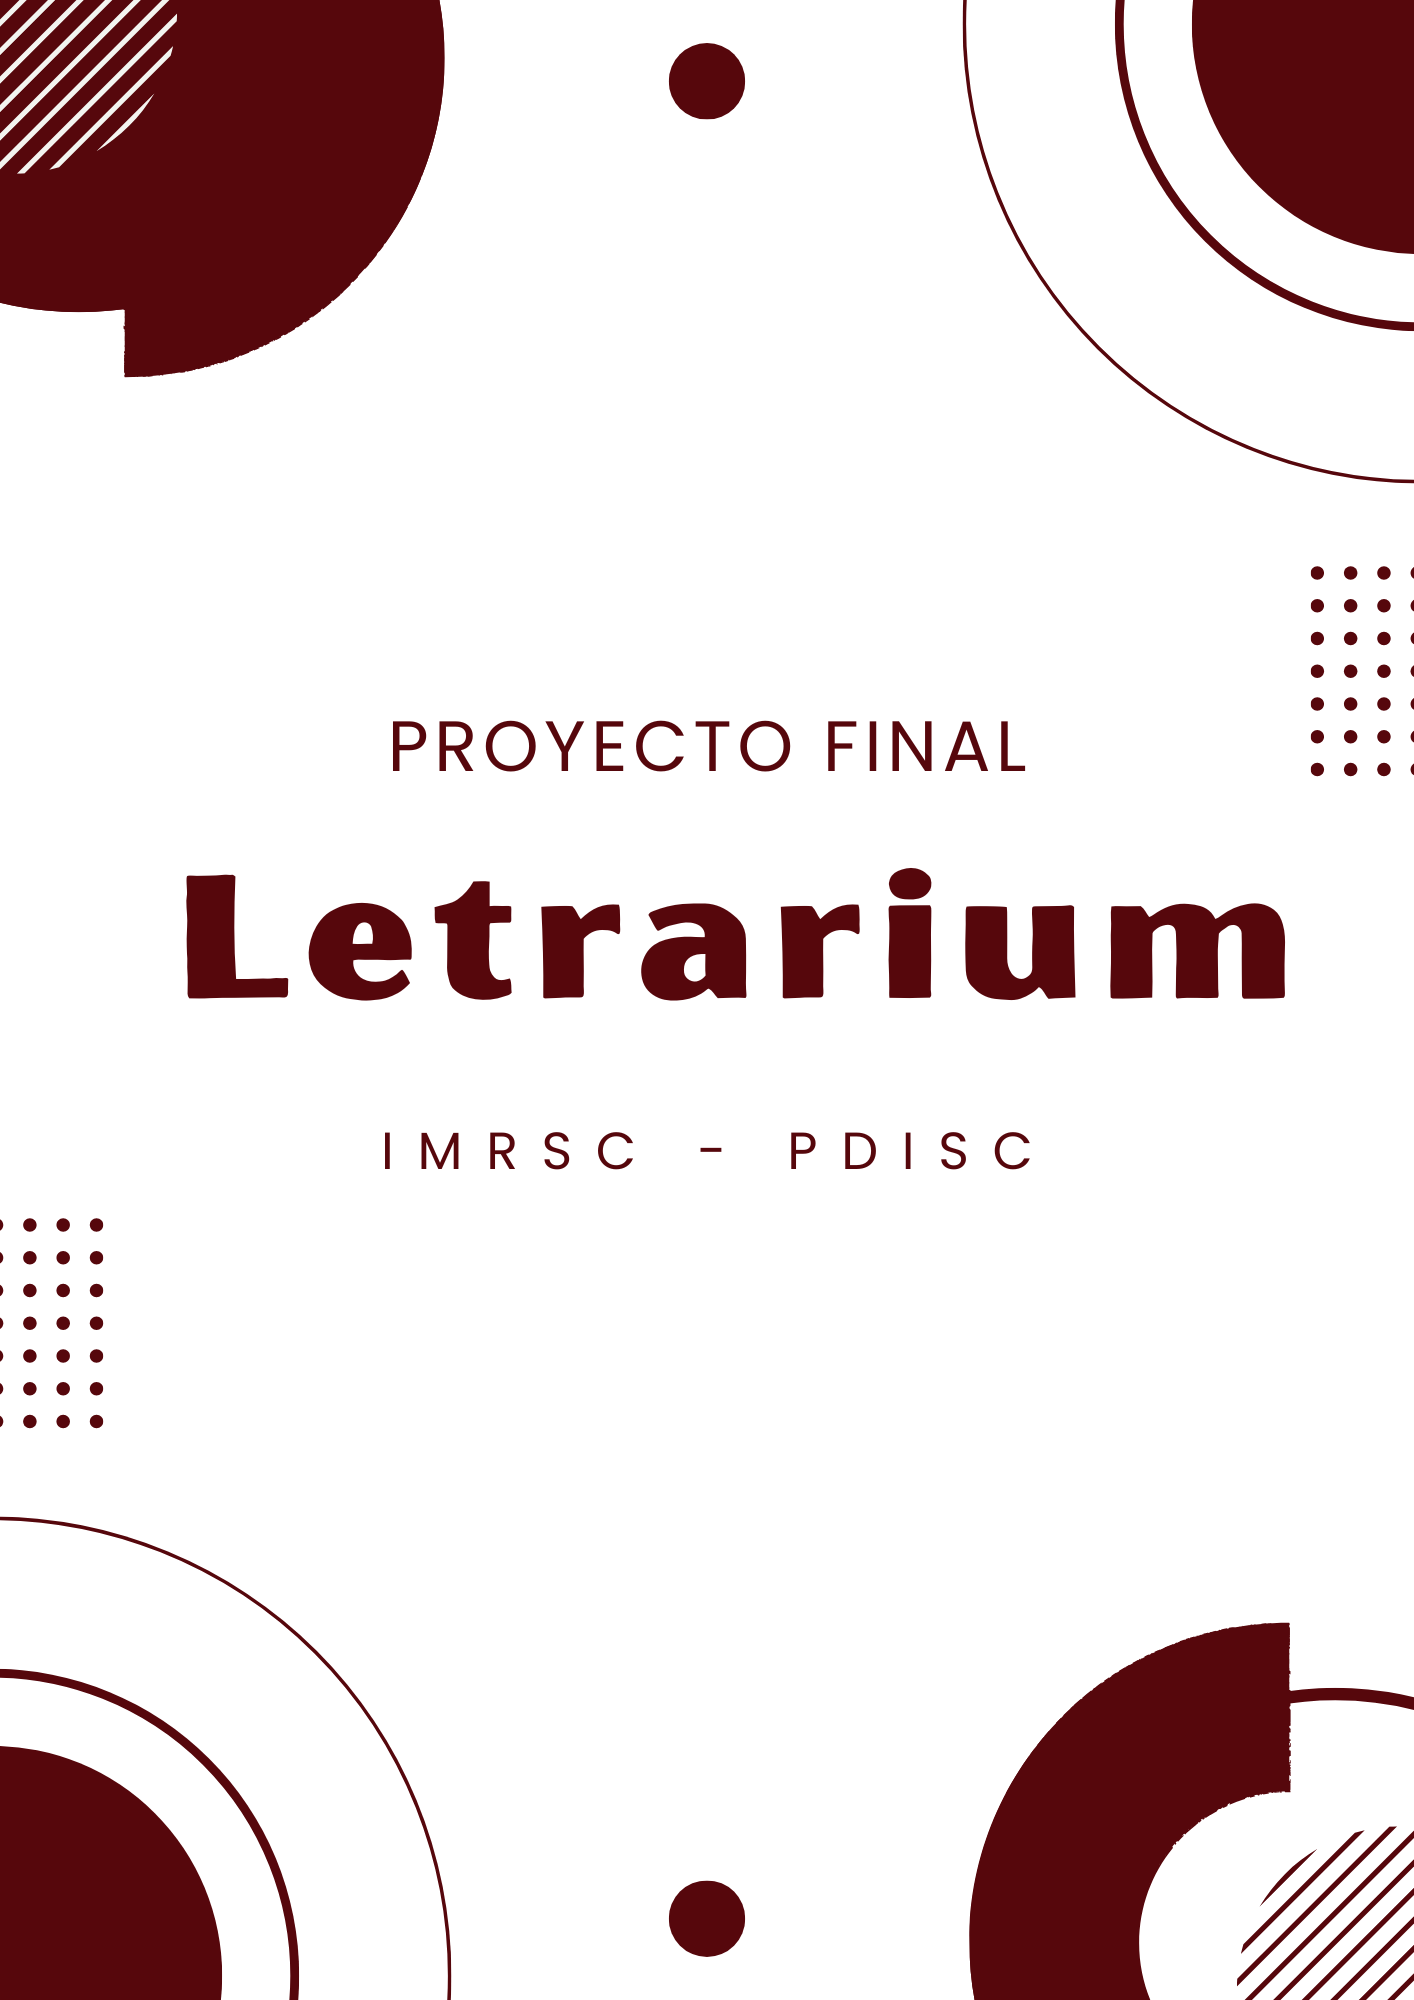 PROYECTO FINAL
Letrarium
IMRSC - PDISC